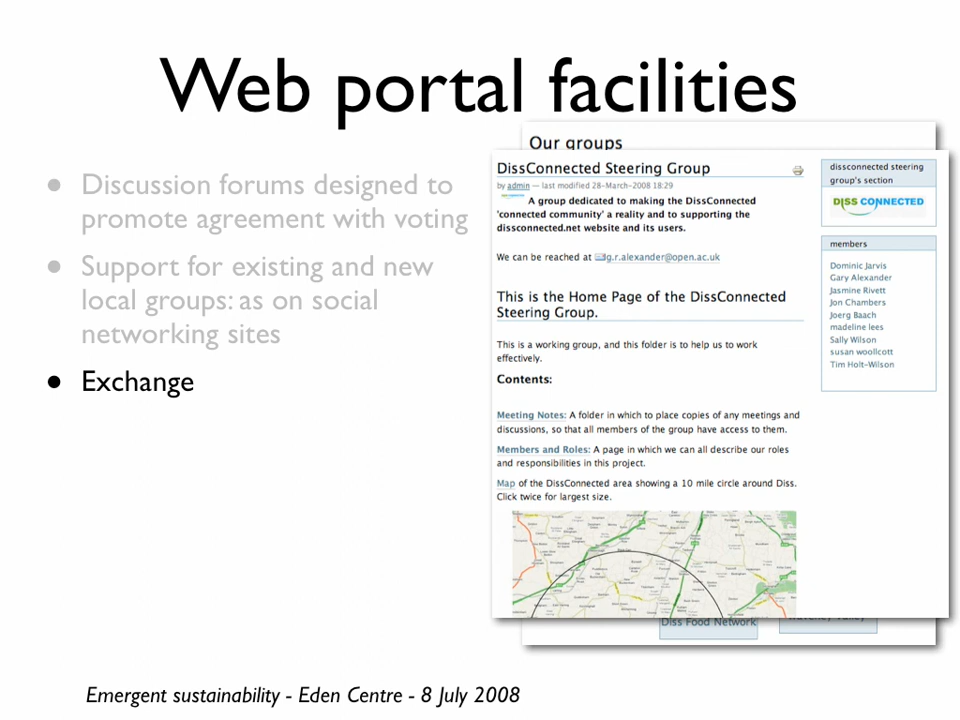 Web portal facilities
• Discussion forums designed to
promote agreement with voting
• Support for existing and new
local groups: as on social
networking sites
• Exchange
Our groups
DissConnected Steering Group
by admin — last modified 28-March-2008 18:29
A group dedicated to making the DissConnected
'connected community' a reality and to supporting the
dissconnected.net website and its users.
We can be reached at g.r.alexander@open.ac.uk
This is the Home Page of the DissConnected
Steering Group.
This is a working group, and this folder is to help us to work
effectively.
Contents:
Meeting Notes: A folder in which to place copies of any meetings and
discussions, so that all members of the group have access to them.
Members and Roles: A page in which we can all describe our roles
and responsibilities in this project.
Map of the DissConnected area showing a 10 mile circle around Diss.
Click twice for largest size.
dissconnected steering
group's section
DISS CONNECTED
members
Dominic Jarvis
Gary Alexander
Jasmine Rivett
Jon Chambers
Joerg Baach
madeline lees
Sally Wilson
susan woollcott
Tim Holt-Wilson
Diss Food Network
Emergent sustainability - Eden Centre - 8 July 2008